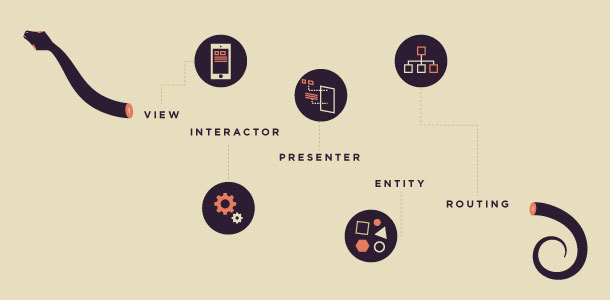 VIEW
INTERACTOR
PRESENTER
ENTITY
ROUTING